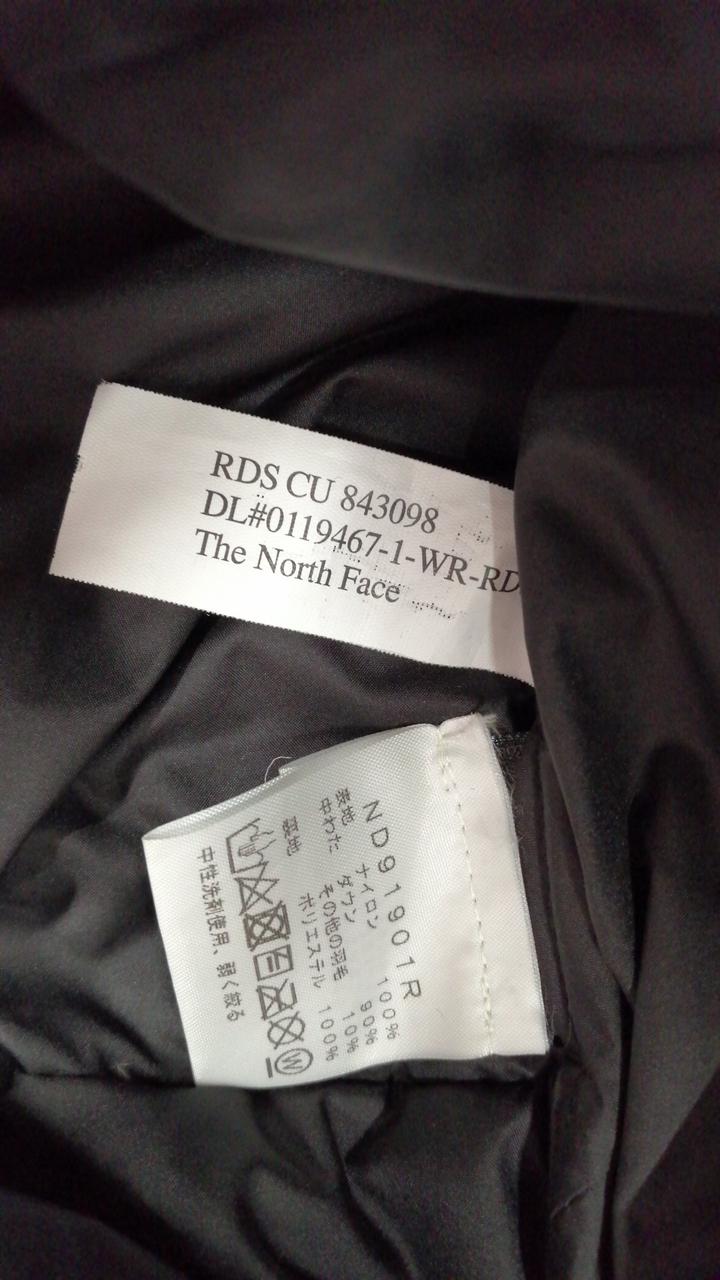 RDS CU 843098
DL#0119467-1-WR-RD
The North Face
ND91901R
表地 ナイロン 100%
中わた ダウン 90%
その他の羽毛 10%
裏地 ポリエステル 100%
W
中性洗剤使用、弱く絞る